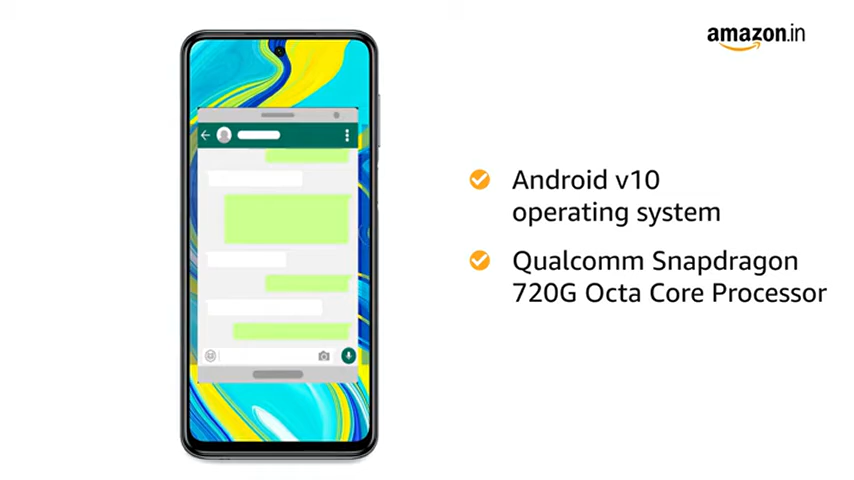 amazon.in
Android v10
operating system
Qualcomm Snapdragon
720G Octa Core Processor